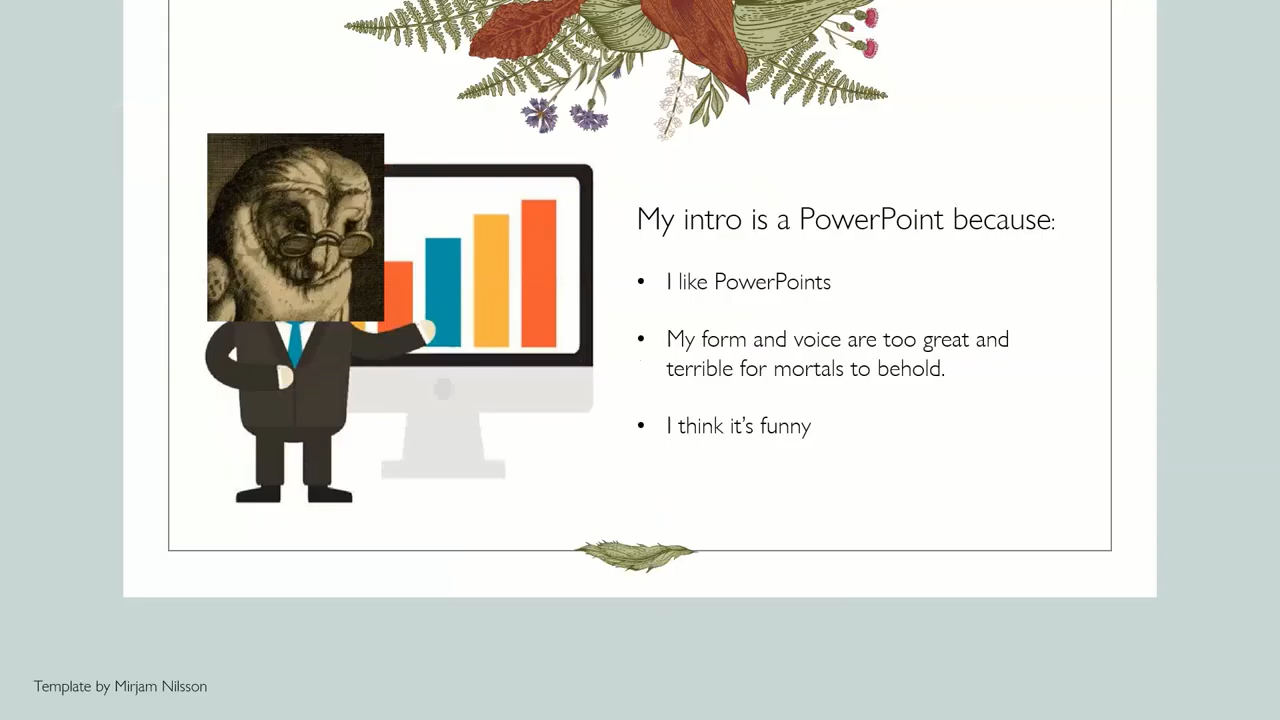 My intro is a PowerPoint because:
• I like PowerPoints
• My form and voice are too great and
terrible for mortals to behold.
• I think it’s funny
Template by Mirjam Nilsson